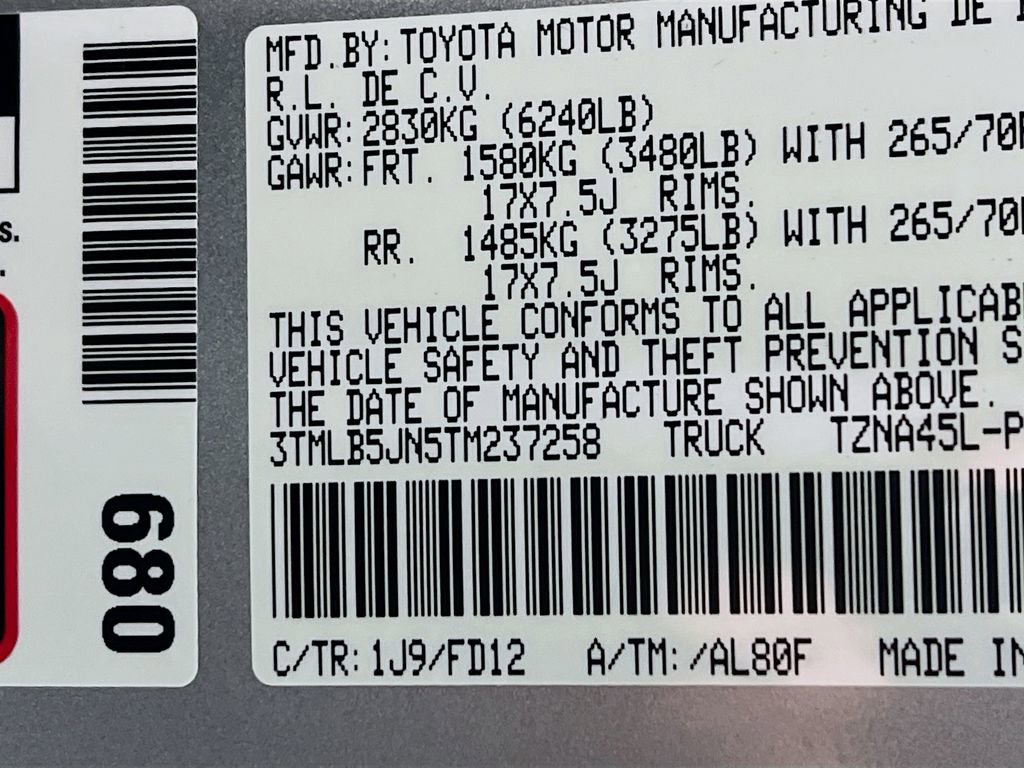 MFD.BY:TOYOTA MOTOR MANUFACTURING DE
R.L. DE C.V.
GVWR:2830KG (6240LB)
GAWR:FRT. 1580KG (3480LB) WITH 265/70
17X7.5J RIMS.
RR. 1485KG (3275LB) WITH 265/70
17X7.5J RIMS.
THIS VEHICLE CONFORMS TO ALL APPLICAB
VEHICLE SAFETY AND THEFT PREVENTION S
THE DATE OF MANUFACTURE SHOWN ABOVE.
3TMLB5JN5TM237258 TRUCK TZNA45L-P
C/TR:1J9/FD12 A/TM:/AL80F MADE IN
089
s.